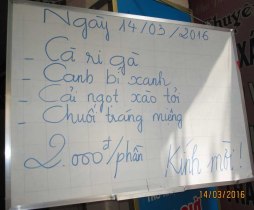 Ngày 14/03/2016
- Cà ri gà
- Canh bí xanh
- Cải ngọt xào tỏi
- Chuối tráng miệng
2.000đ/phần Kính mời!
14/03/2016